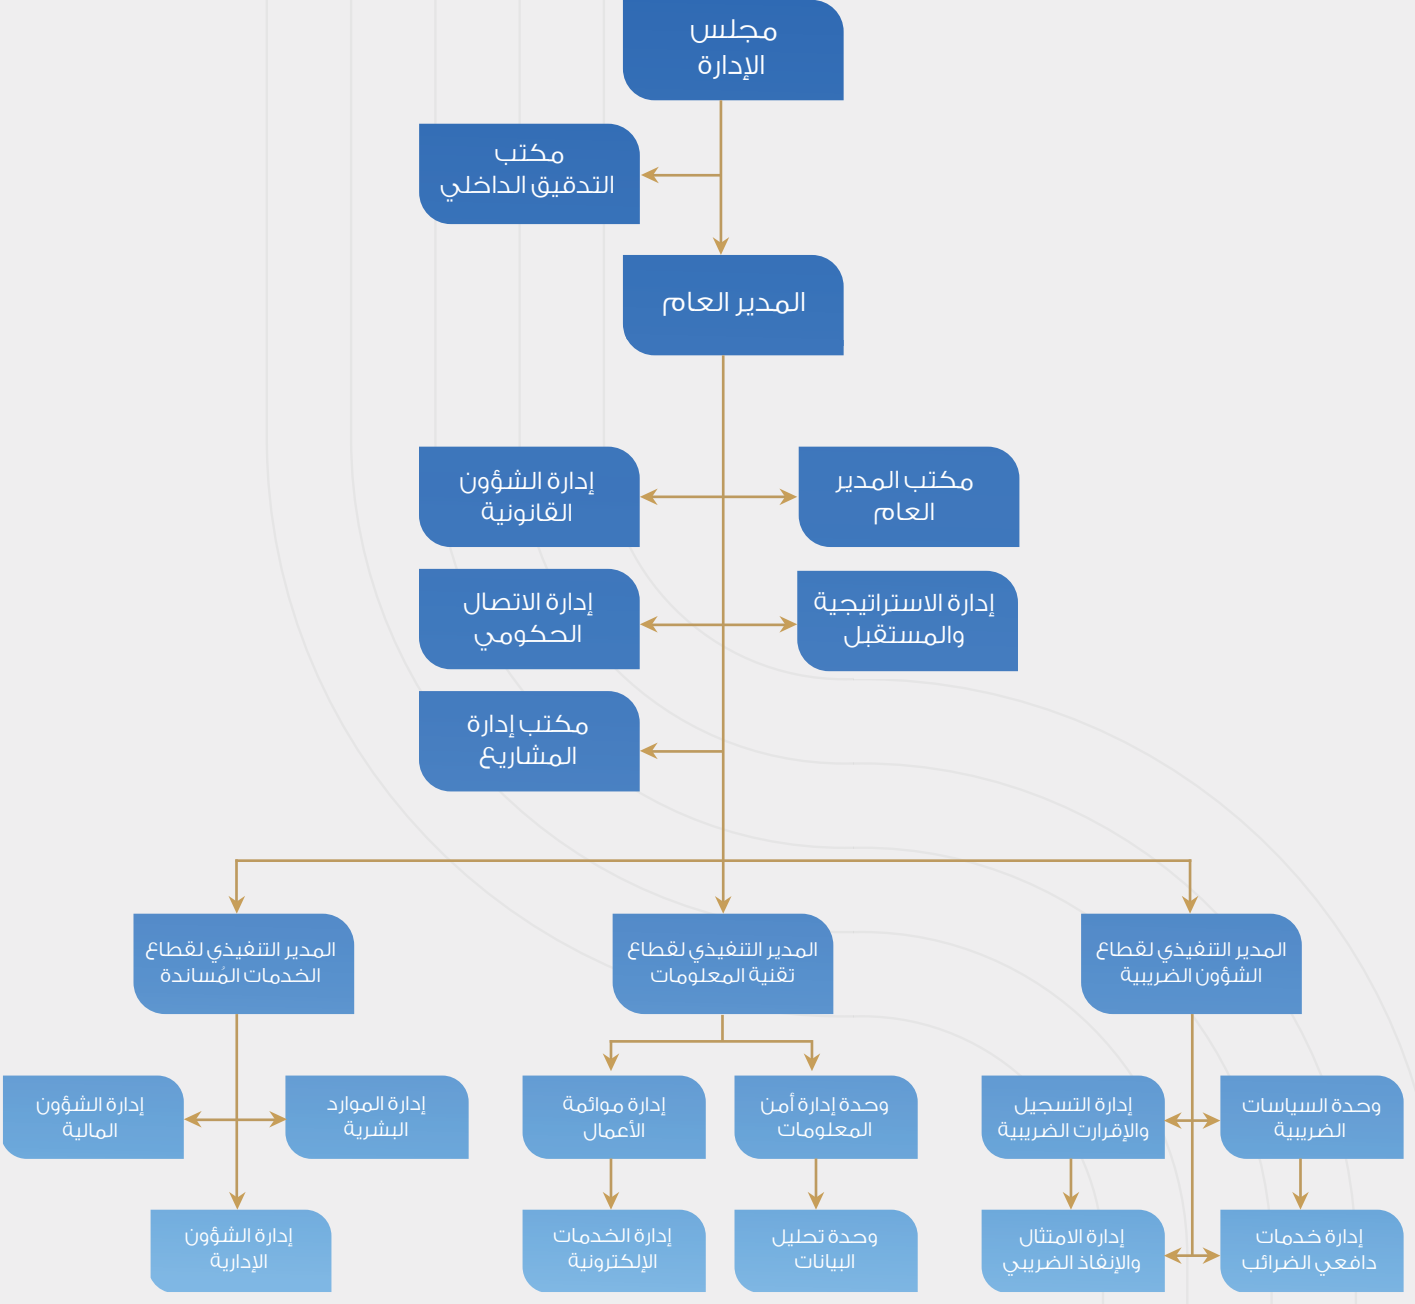 مجلس
الإدارة
مكتب
التدقيق الداخلي
المدير العام
مكتب المدير
العام
إدارة الشؤون
القانونية
إدارة الاستراتيجية
والمستقبل
إدارة الاتصال
الحكومي
مكتب إدارة
المشاريع
المدير التنفيذي لقطاع
الشؤون الضريبية
المدير التنفيذي لقطاع
تقنية المعلومات
المدير التنفيذي لقطاع
الخدمات المُساندة
وحدة السياسات
الضريبية
إدارة التسجيل
والإقرارت الضريبية
وحدة إدارة أمن
المعلومات
إدارة موائمة
الأعمال
إدارة الموارد
البشرية
إدارة الشؤون
المالية
إدارة خدمات
دافعي الضرائب
إدارة الامتثال
والإنفاذ الضريبي
وحدة تحليل
البيانات
إدارة الخدمات
الإلكترونية
إدارة الشؤون
الإدارية